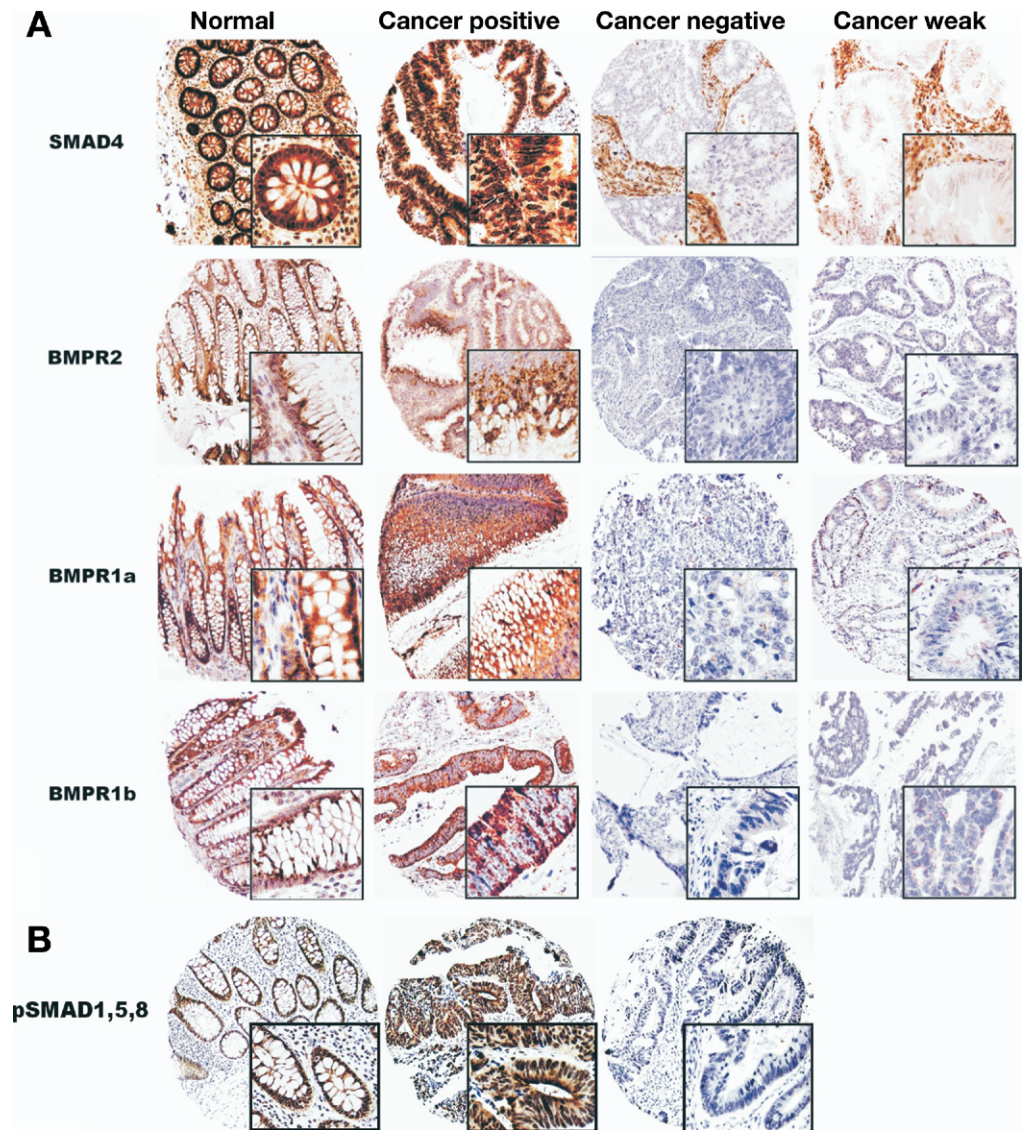 A
Normal Cancer positive Cancer negative Cancer weak
SMAD4
BMPR2
BMPR1a
BMPR1b
B
pSMAD1,5,8